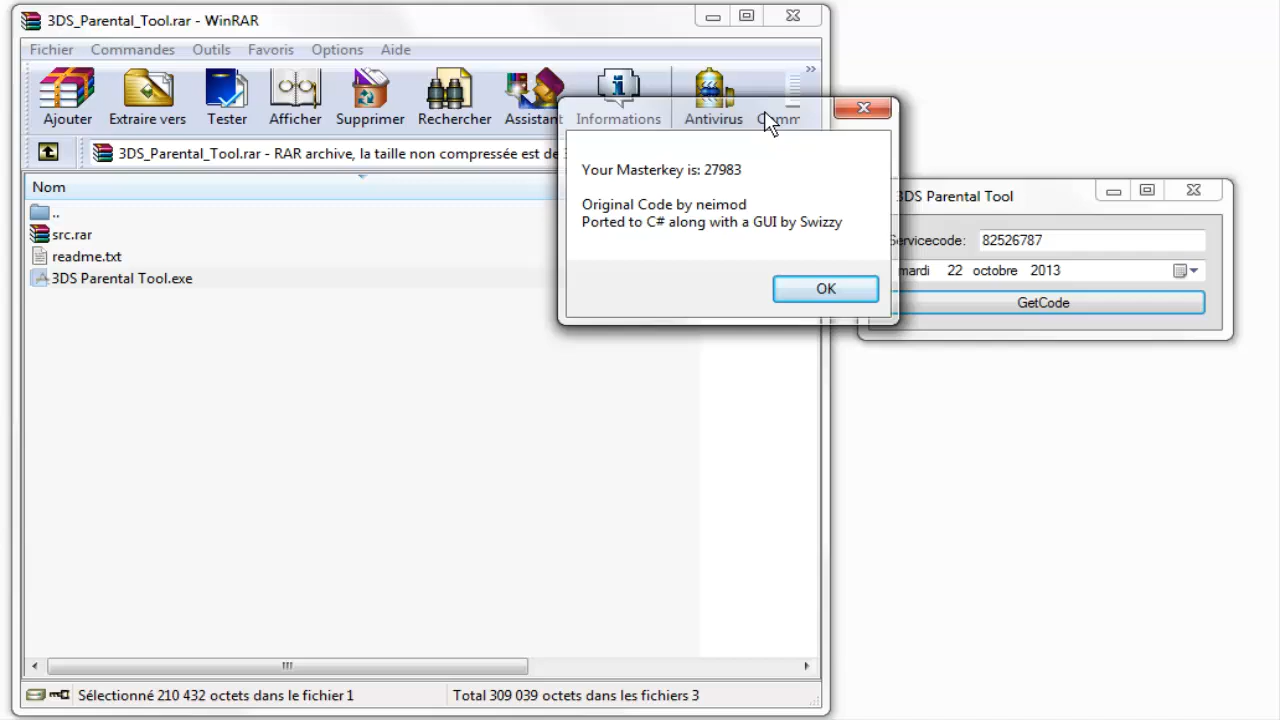 3DS_Parental_Tool.rar - WinRAR
Fichier Commandes Outils Favoris Options Aide
Ajouter Extraire vers Tester Afficher Supprimer Rechercher Assistant Informations Antivirus
3DS_Parental_Tool.rar - RAR archive, la taille non compressée est de
Nom
..
src.rar
readme.txt
3DS Parental Tool.exe
Sélectionné 210 432 octets dans le fichier 1
Total 309 039 octets dans les fichiers 3
Your Masterkey is: 27983
Original Code by neimod
Ported to C# along with a GUI by Swizzy
OK
3DS Parental Tool
Servicecode: 82526787
mardi 22 octobre 2013
GetCode